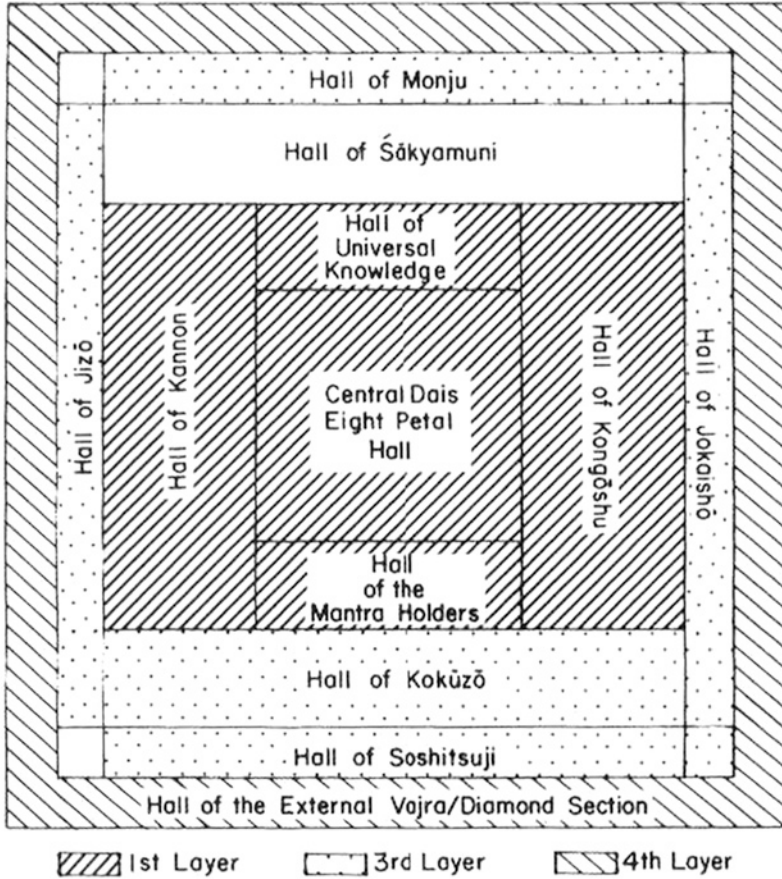 Hall of Monju
Hall of Śākyamuni
Hall of
Universal
Knowledge
Hall of Jizō
Hall of Kannon
Central Dais
Eight Petal
Hall
Hall of Kongōshu
Hall of Jokaishō
Hall
of the
Mantra Holders
Hall of Kokūzō
Hall of Soshitsuji
Hall of the External Vajra/Diamond Section
1st Layer
3rd Layer
4th Layer